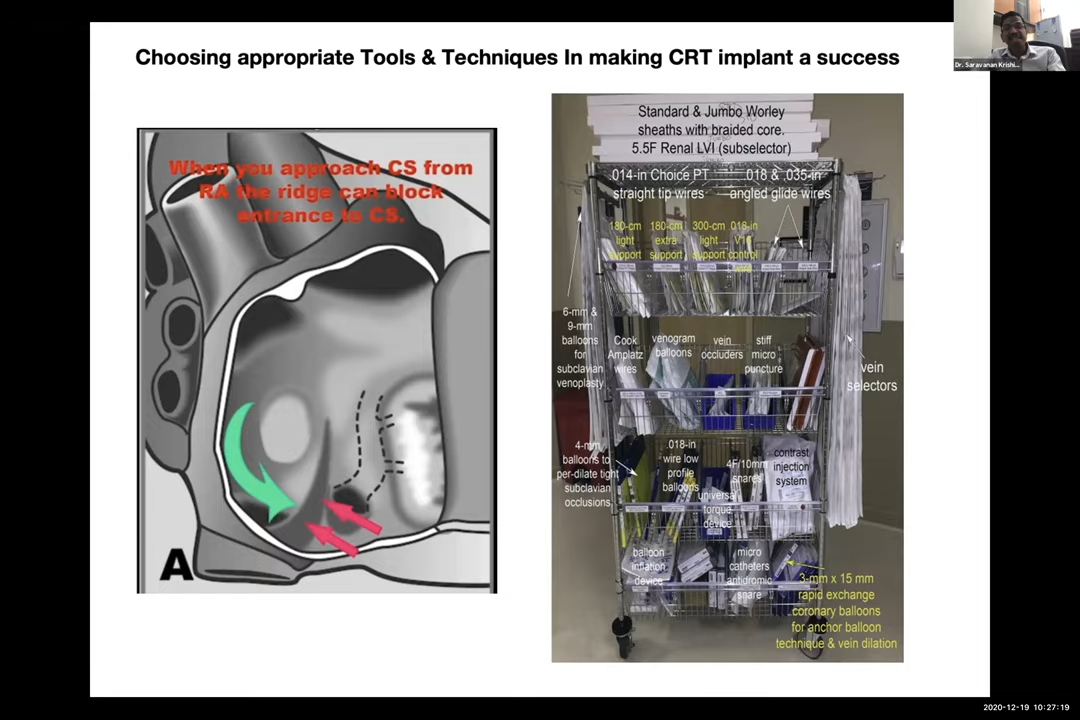 Choosing appropriate Tools & Techniques In making CRT implant a success
Dr. Saravanan Krishi...
When you approach CS from
RA the ridge can block
entrance to CS.
A
Standard & Jumbo Worley
sheaths with braided core.
5.5F Renal LVI (subselector)
.014-in Choice PT
straight tip wires
.018 & .035-in
angled glide wires
180-cm
light
support
180-cm
extra
support
300-cm
light
support
.018-in
V18
control
wire
6-mm &
9-mm
balloons
for
subclavian
venoplasty
Cook
Amplatz
wires
venogram
balloons
vein
occluders
stiff
micro
puncture
vein
selectors
4-mm
balloons to
per-dilate tight
subclavian
occlusions
.018-in
wire low
profile
balloons
4F/10mm
snares
universal
torque
device
contrast
injection
system
balloon
inflation
device
micro
catheters
antidromic
snare
3-mm x 15 mm
rapid exchange
coronary balloons
for anchor balloon
technique & vein dilation
2020-12-19 10:27:19